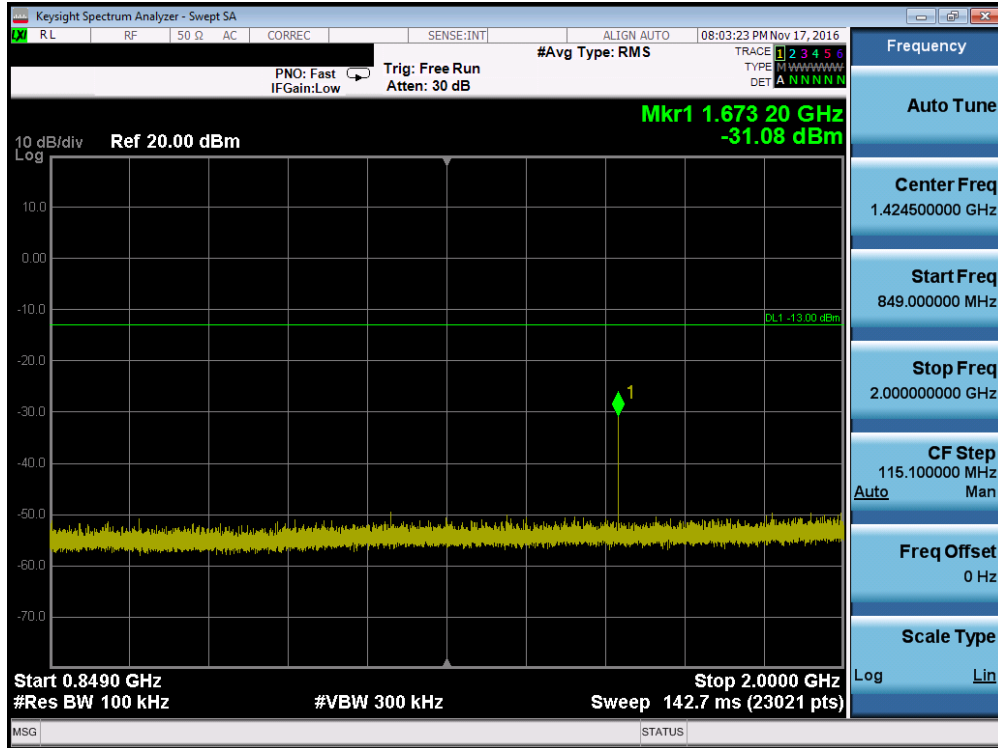 Keysight Spectrum Analyzer - Swept SA
LXI RL RF 50 Ω AC CORREC SENSE:INT ALIGN AUTO 08:03:23 PM Nov 17, 2016
#Avg Type: RMS TRACE 1 2 3 4 5 6
PNO: Fast Trig: Free Run TYPE M WWWWW
IFGain:Low Atten: 30 dB DET A N N N N N
Mkr1 1.673 20 GHz
-31.08 dBm
10 dB/div Ref 20.00 dBm
Log
10.0
0.00
-10.0
DL1 -13.00 dBm
-20.0
1
-30.0
-40.0
-50.0
-60.0
-70.0
Start 0.8490 GHz Stop 2.0000 GHz
#Res BW 100 kHz #VBW 300 kHz Sweep 142.7 ms (23021 pts)
MSG STATUS
Frequency
Auto Tune
Center Freq
1.424500000 GHz
Start Freq
849.000000 MHz
Stop Freq
2.000000000 GHz
CF Step
115.100000 MHz
Auto Man
Freq Offset
0 Hz
Scale Type
Log Lin